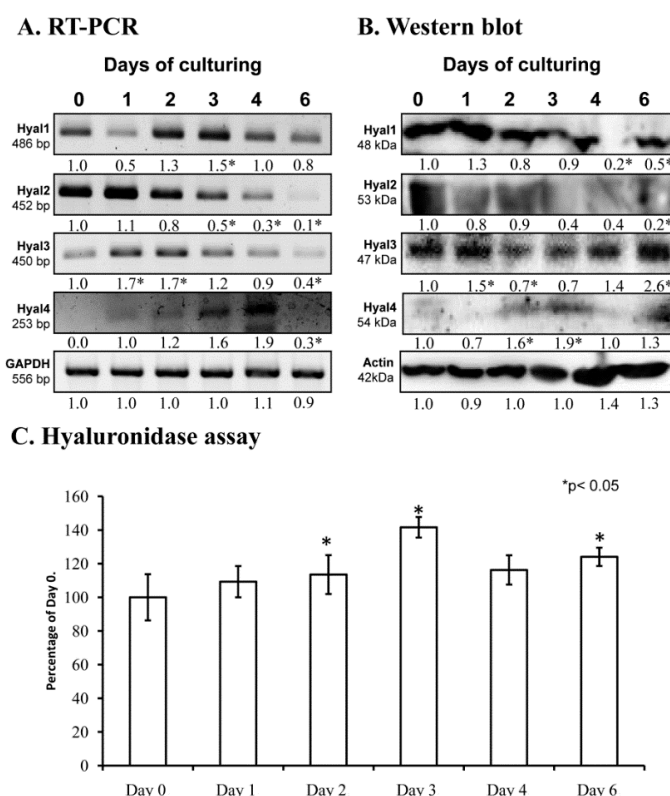 A. RT-PCR
Days of culturing
0 1 2 3 4 6
Hyal1
486 bp
1.0 0.5 1.3 1.5* 1.0 0.8
Hyal2
452 bp
1.0 1.1 0.8 0.5* 0.3* 0.1*
Hyal3
450 bp
1.0 1.7* 1.7* 1.2 0.9 0.4*
Hyal4
253 bp
0.0 1.0 1.2 1.6 1.9 0.3*
GAPDH
556 bp
1.0 1.0 1.0 1.0 1.1 0.9
B. Western blot
Days of culturing
0 1 2 3 4 6
Hyal1
48 kDa
1.0 1.3 0.8 0.9 0.2* 0.5*
Hyal2
53 kDa
1.0 0.8 0.9 0.4 0.4 0.2*
Hyal3
47 kDa
1.0 1.5* 0.7* 0.7 1.4 2.6*
Hyal4
54 kDa
1.0 0.7 1.6* 1.9* 1.0 1.3
Actin
42kDa
1.0 0.9 1.0 1.0 1.4 1.3
C. Hyaluronidase assay
*p< 0.05
Percentage of Day 0.
160
140
120
100
80
60
40
20
0
* * *
Day 0 Day 1 Day 2 Day 3 Day 4 Day 6